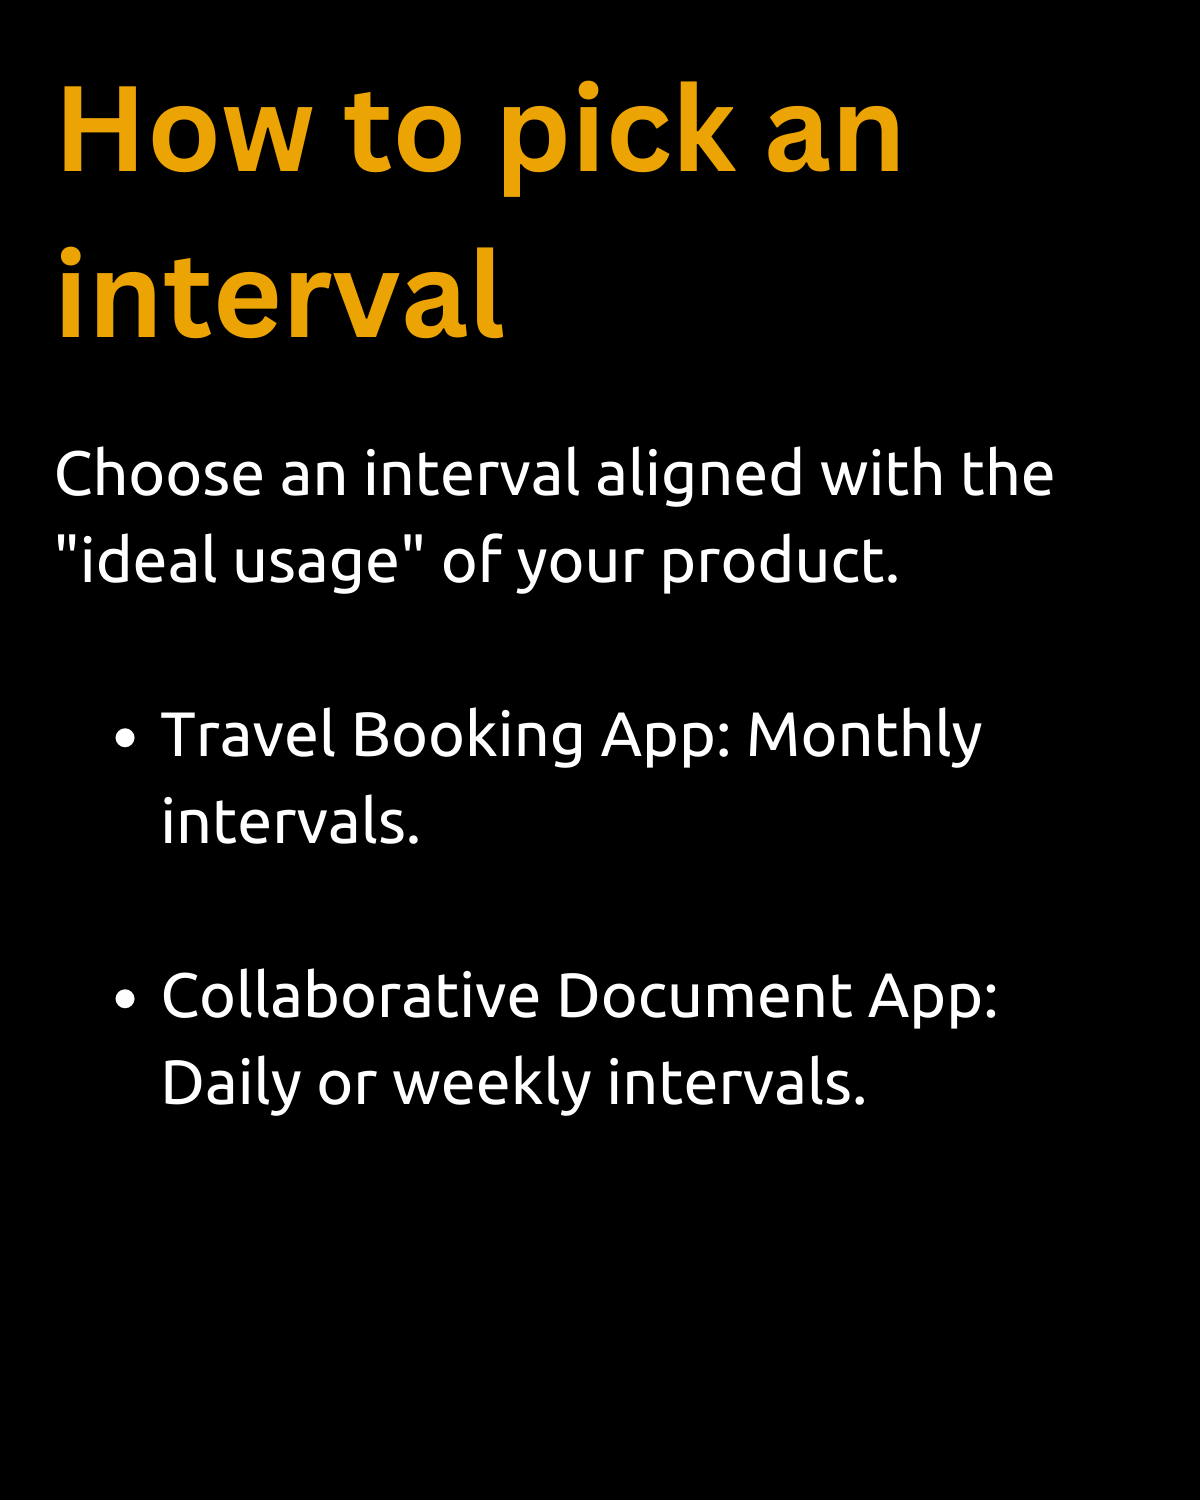 How to pick an
interval
Choose an interval aligned with the
"ideal usage" of your product.
• Travel Booking App: Monthly
intervals.
• Collaborative Document App:
Daily or weekly intervals.